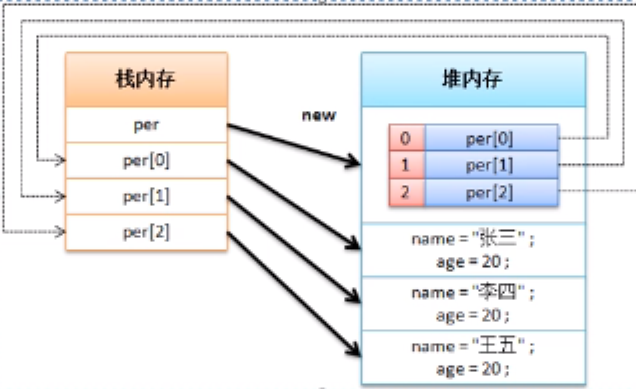 栈内存
per
per[0]
per[1]
per[2]
new
堆内存
0 per[0]
1 per[1]
2 per[2]
name = "张三" ;
age = 20 ;
name = "李四" ;
age = 20 ;
name = "王五" ;
age = 20 ;